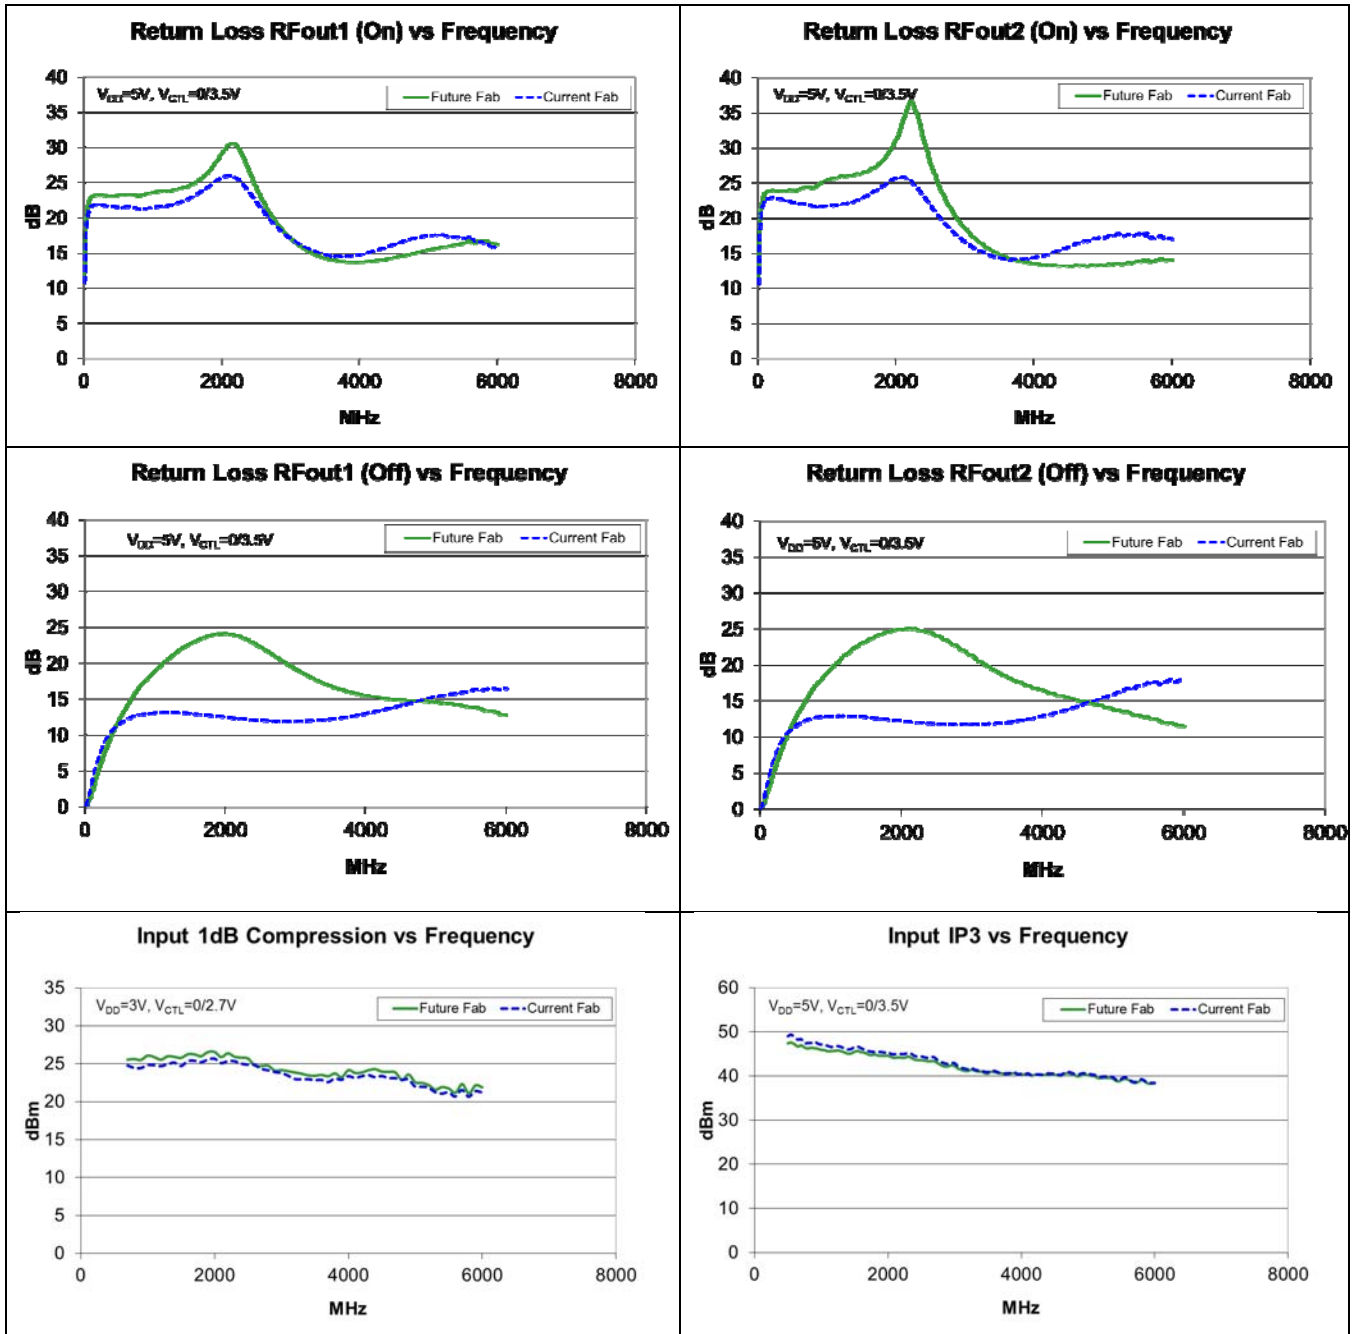 Return Loss RFout1 (On) vs Frequency
VDD=5V, VCTL=0/3.5V
Future Fab Current Fab
40
35
30
25
20
15
10
5
0
dB
0 2000 4000 6000 8000
MHz
Return Loss RFout2 (On) vs Frequency
VDD=5V, VCTL=0/3.5V
Future Fab Current Fab
40
35
30
25
20
15
10
5
0
dB
0 2000 4000 6000 8000
MHz
Return Loss RFout1 (Off) vs Frequency
VDD=5V, VCTL=0/3.5V
Future Fab Current Fab
40
35
30
25
20
15
10
5
0
dB
0 2000 4000 6000 8000
MHz
Return Loss RFout2 (Off) vs Frequency
VDD=5V, VCTL=0/3.5V
Future Fab Current Fab
40
35
30
25
20
15
10
5
0
dB
0 2000 4000 6000 8000
MHz
Input 1dB Compression vs Frequency
VDD=3V, VCTL=0/2.7V
Future Fab Current Fab
35
30
25
20
15
10
5
0
dBm
0 2000 4000 6000 8000
MHz
Input IP3 vs Frequency
VDD=5V, VCTL=0/3.5V
Future Fab Current Fab
60
50
40
30
20
10
0
dBm
0 2000 4000 6000 8000
MHz